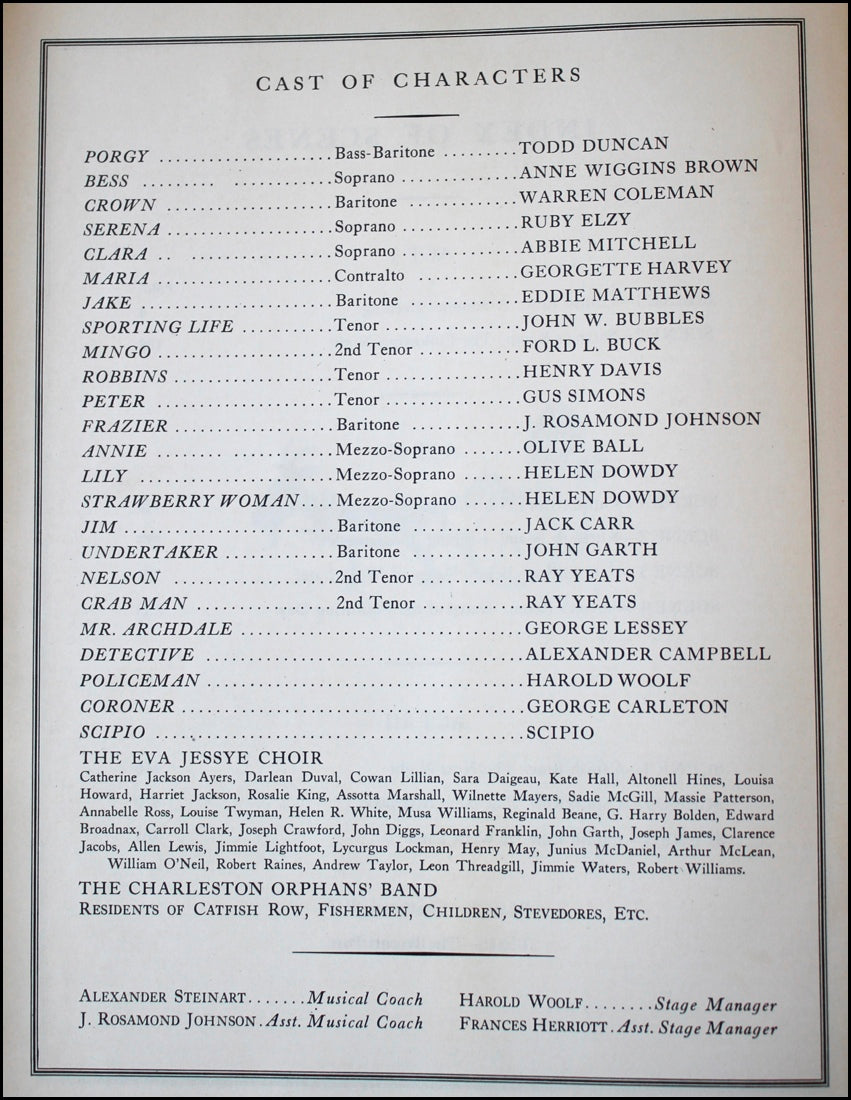 CAST OF CHARACTERS
PORGY ...................... Bass-Baritone ......... TODD DUNCAN
BESS ......... ............. Soprano ............. ANNE WIGGINS BROWN
CROWN ..................... Baritone ............ WARREN COLEMAN
SERENA ..................... Soprano ............. RUBY ELZY
CLARA .. .................. Soprano ............. ABBIE MITCHELL
MARIA ...................... Contralto ............ GEORGETTE HARVEY
JAKE ........................ Baritone ............ EDDIE MATTHEWS
SPORTING LIFE ............ Tenor ................ JOHN W. BUBBLES
MINGO ...................... 2nd Tenor ............ FORD L. BUCK
ROBBINS .................... Tenor ................ HENRY DAVIS
PETER ...................... Tenor ................ GUS SIMONS
FRAZIER .................... Baritone ............ J. ROSAMOND JOHNSON
ANNIE ........ ............. Mezzo-Soprano ....... OLIVE BALL
LILY ........................ Mezzo-Soprano ....... HELEN DOWDY
STRAWBERRY WOMAN .... Mezzo-Soprano ....... HELEN DOWDY
JIM .......................... Baritone ............ JACK CARR
UNDERTAKER .............. Baritone ............ JOHN GARTH
NELSON .................... 2nd Tenor ............ RAY YEATS
CRAB MAN ................. 2nd Tenor ............ RAY YEATS
MR. ARCHDALE .................................... GEORGE LESSEY
DETECTIVE ........................................ ALEXANDER CAMPBELL
POLICEMAN ........................................ HAROLD WOOLF
CORONER .......................................... GEORGE CARLETON
SCIPIO .............................................. SCIPIO
THE EVA JESSYE CHOIR
Catherine Jackson Ayers, Darlean Duval, Cowan Lillian, Sara Daigeau, Kate Hall, Altonell Hines, Louisa
Howard, Harriet Jackson, Rosalie King, Assotta Marshall, Wilnette Mayers, Sadie McGill, Massie Patterson,
Annabelle Ross, Louise Twyman, Helen R. White, Musa Williams, Reginald Beane, G. Harry Bolden, Edward
Broadnax, Carroll Clark, Joseph Crawford, John Diggs, Leonard Franklin, John Garth, Joseph James, Clarence
Jacobs, Allen Lewis, Jimmie Lightfoot, Lycurgus Lockman, Henry May, Junius McDaniel, Arthur McLean,
William O'Neil, Robert Raines, Andrew Taylor, Leon Threadgill, Jimmie Waters, Robert Williams.
THE CHARLESTON ORPHANS' BAND
RESIDENTS OF CATFISH ROW, FISHERMEN, CHILDREN, STEVEDORES, ETC.
ALEXANDER STEINART.......Musical Coach HAROLD WOOLF........Stage Manager
J. ROSAMOND JOHNSON.Asst. Musical Coach FRANCES HERRIOTT.Asst. Stage Manager